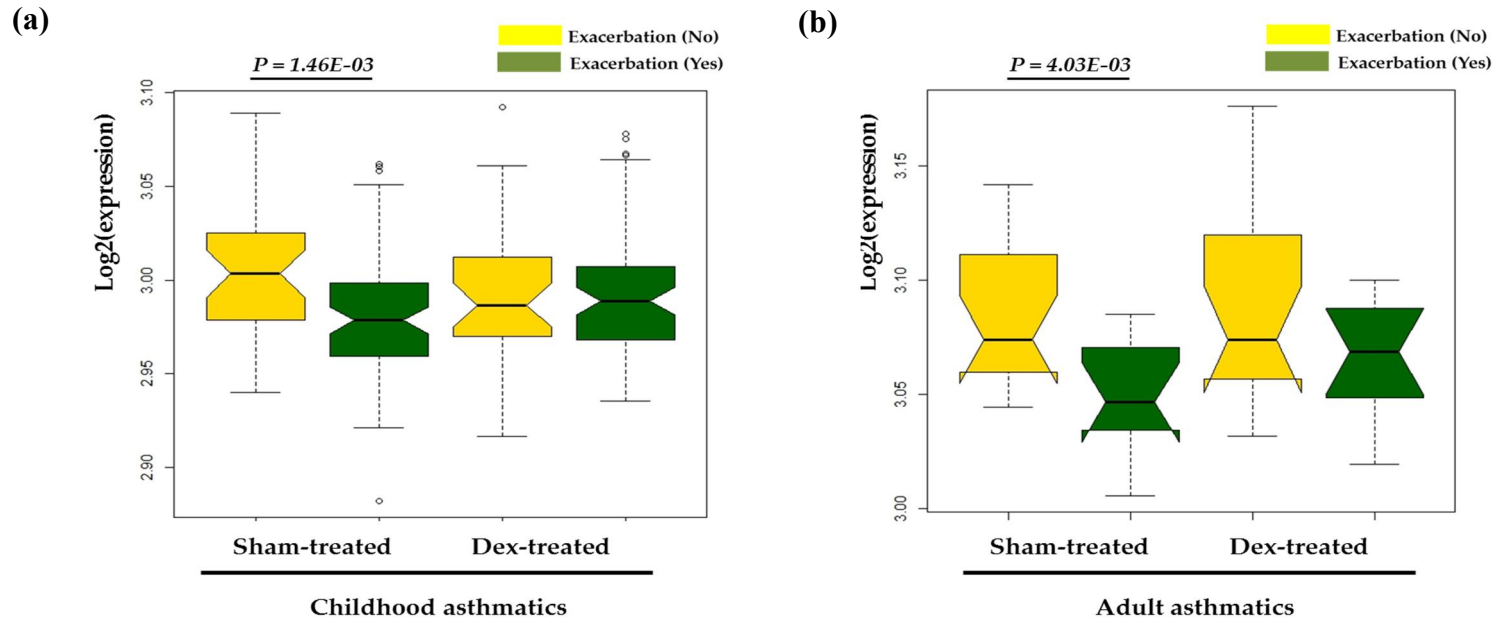 (a)
Exacerbation (No)
Exacerbation (Yes)
P = 1.46E-03
Log2(expression)
3.10
3.05
3.00
2.95
2.90
Sham-treated
Dex-treated
Childhood asthmatics
(b)
Exacerbation (No)
Exacerbation (Yes)
P = 4.03E-03
Log2(expression)
3.15
3.10
3.05
3.00
Sham-treated
Dex-treated
Adult asthmatics